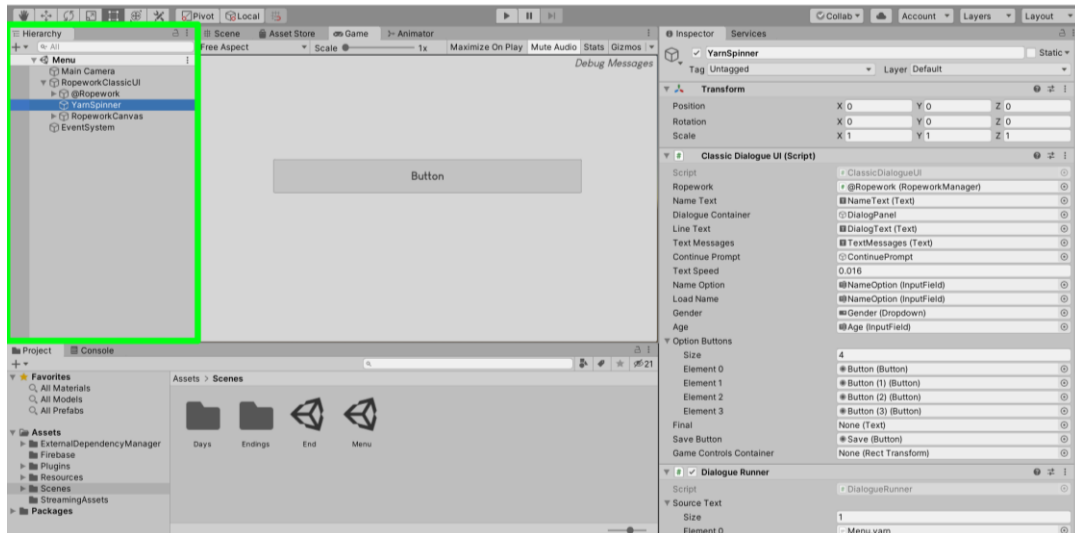 Pivot Local
Collab Account Layers Layout
Hierarchy
All
Menu
Main Camera
RopeworkClassicUI
@Ropework
YarnSpinner
RopeworkCanvas
EventSystem
Scene Asset Store Game Animator
Free Aspect Scale 1x Maximize On Play Mute Audio Stats Gizmos
Debug Messages
Button
Project Console
21
Favorites
All Materials
All Models
All Prefabs
Assets
ExternalDependencyManager
Firebase
Plugins
Resources
Scenes
StreamingAssets
Packages
Assets > Scenes
Days Endings End Menu
Inspector Services
YarnSpinner Static
Tag Untagged Layer Default
Transform
Position X 0 Y 0 Z 0
Rotation X 0 Y 0 Z 0
Scale X 1 Y 1 Z 1
Classic Dialogue UI (Script)
Script ClassicDialogueUI
Ropework @Ropework (RopeworkManager)
Name Text NameText (Text)
Dialogue Container DialogPanel
Line Text DialogText (Text)
Text Messages TextMessages (Text)
Continue Prompt ContinuePrompt
Text Speed 0.016
Name Option NameOption (InputField)
Load Name NameOption (InputField)
Gender Gender (Dropdown)
Age Age (InputField)
Option Buttons
Size 4
Element 0 Button (Button)
Element 1 Button (1) (Button)
Element 2 Button (2) (Button)
Element 3 Button (3) (Button)
Final None (Text)
Save Button Save (Button)
Game Controls Container None (Rect Transform)
Dialogue Runner
Script DialogueRunner
Source Text
Size 1
Element 0 Menu.yarn